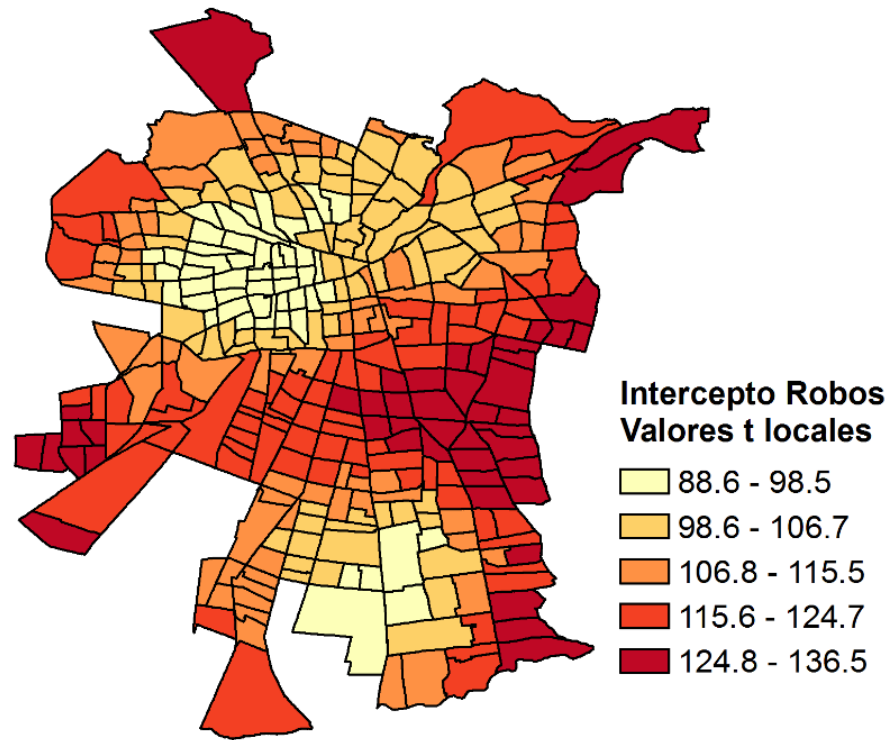 Intercepto Robos
Valores t locales
88.6 - 98.5
98.6 - 106.7
106.8 - 115.5
115.6 - 124.7
124.8 - 136.5